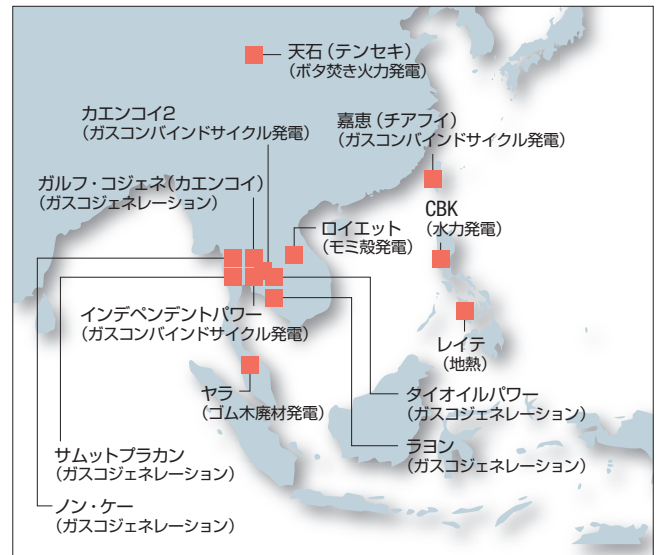 天石（テンセキ）
（ボタ焚き火力発電）
カエンコイ2
（ガスコンバインドサイクル発電）
嘉恵（チアフイ）
（ガスコンバインドサイクル発電）
ガルフ・コジェネ（カエンコイ）
（ガスコジェネレーション）
CBK
（水力発電）
ロイエット
（モミ殻発電）
インデペンデントパワー
（ガスコンバインドサイクル発電）
レイテ
（地熱）
ヤラ
（ゴム木廃材発電）
タイオイルパワー
（ガスコジェネレーション）
サムットプラカン
（ガスコジェネレーション）
ラヨン
（ガスコジェネレーション）
ノン・ケー
（ガスコジェネレーション）